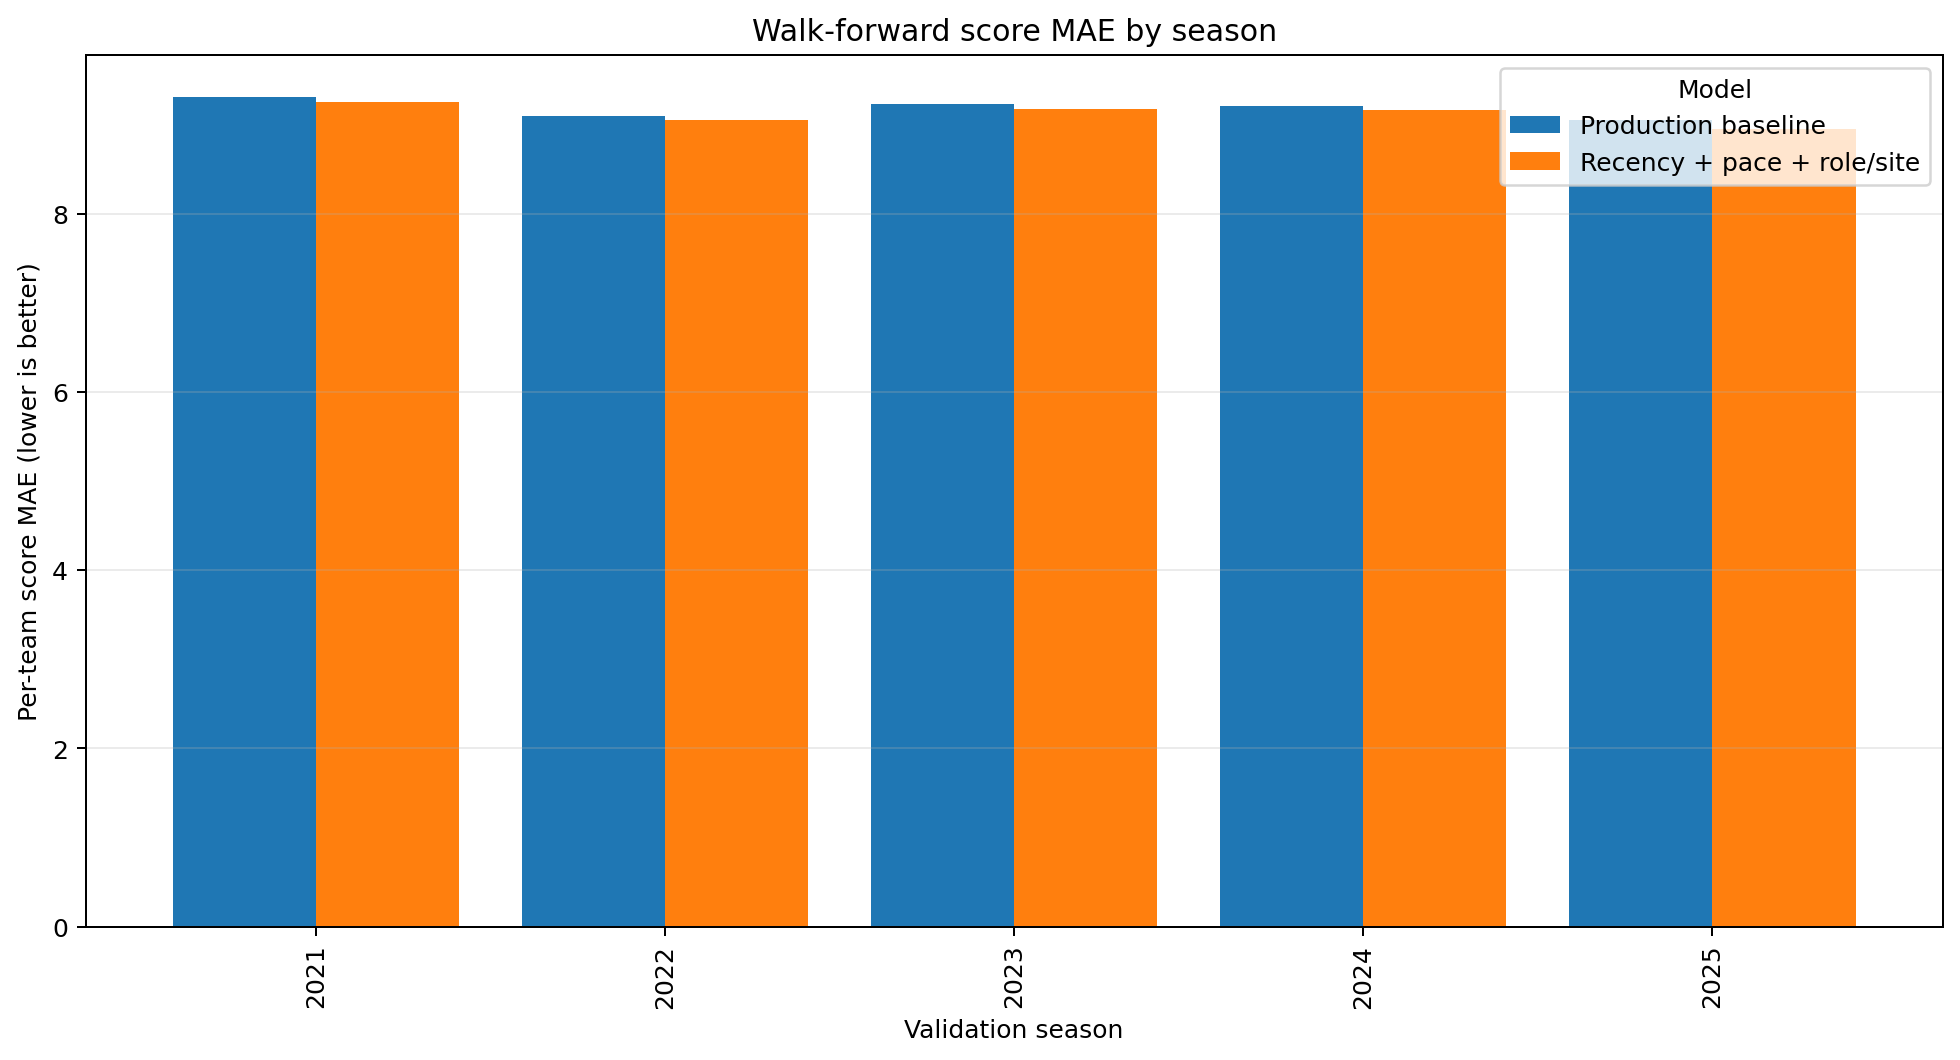 Walk-forward score MAE by season
Model
Production baseline
Recency + pace + role/site
Per-team score MAE (lower is better)
8
6
4
2
0
2021
2022
2023
2024
2025
Validation season